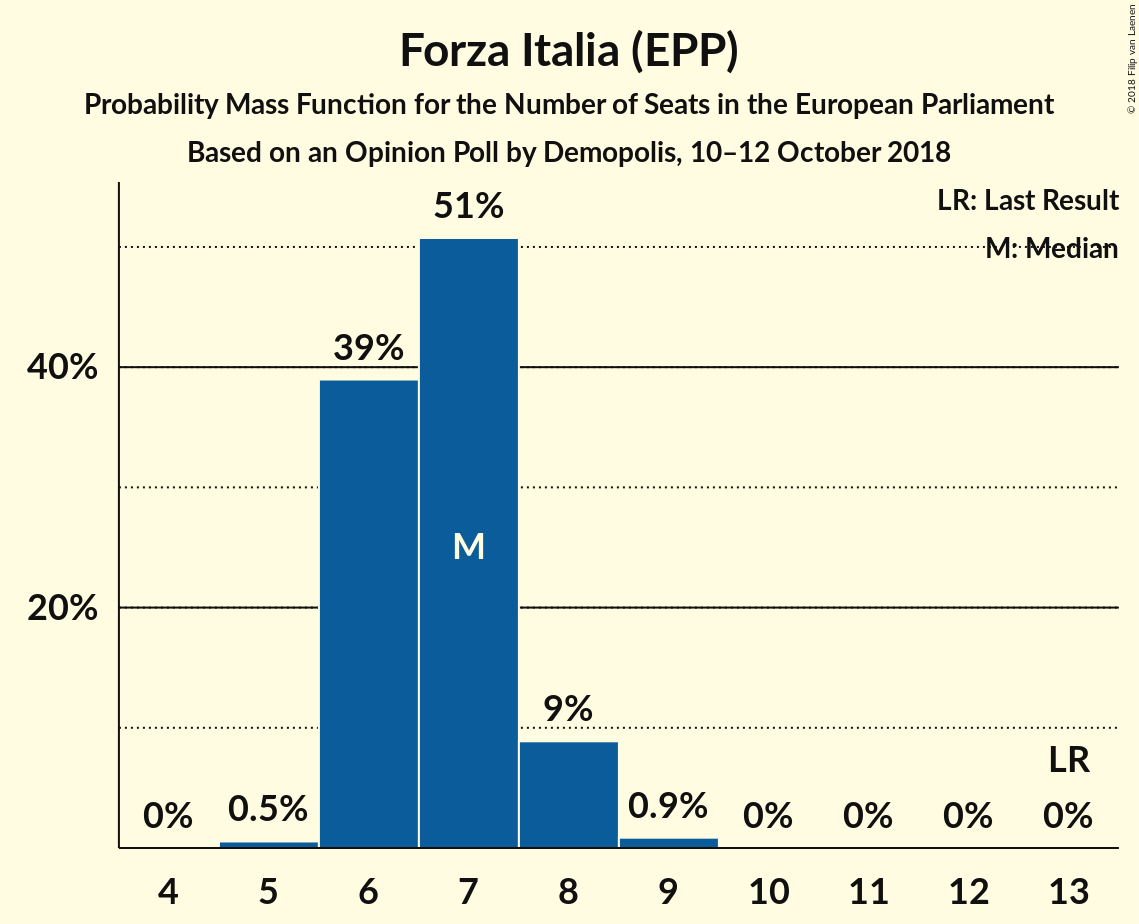 Forza Italia (EPP)
Probability Mass Function for the Number of Seats in the European Parliament
Based on an Opinion Poll by Demopolis, 10–12 October 2018
© 2018 Filip van Laenen
LR: Last Result
M: Median
51%
39%
40%
M
20%
9%
LR
0% 0.5% 0.9% 0% 0% 0% 0%
4 5 6 7 8 9 10 11 12 13